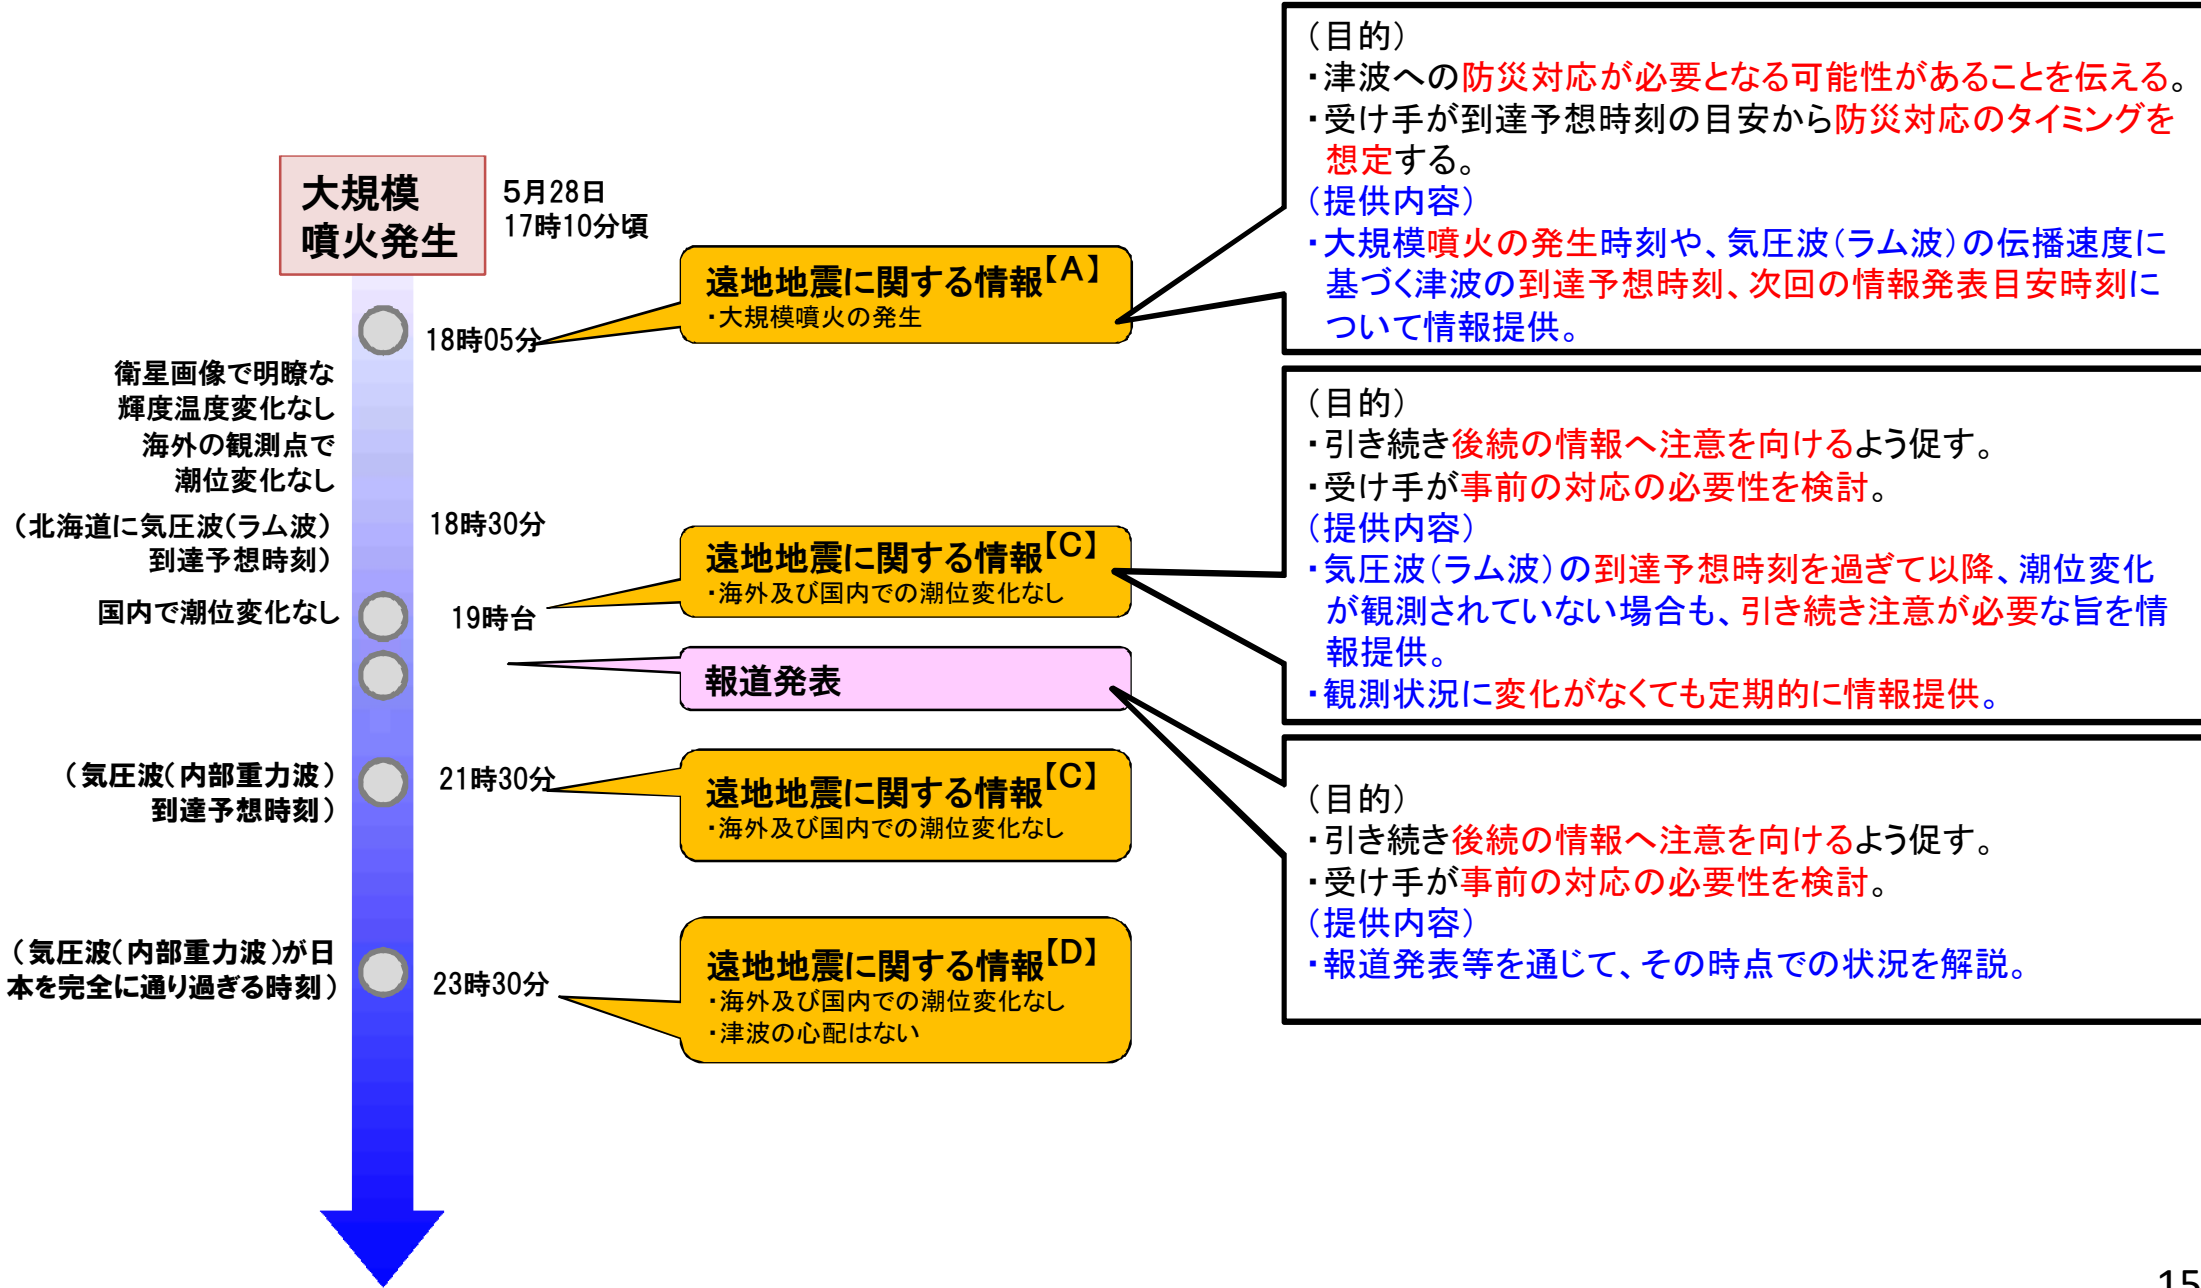 大規模
噴火発生
5月28日
17時10分頃
18時05分
遠地地震に関する情報【A】
・大規模噴火の発生
（目的）
・津波への防災対応が必要となる可能性があることを伝える。
・受け手が到達予想時刻の目安から防災対応のタイミングを
想定する。
（提供内容）
・大規模噴火の発生時刻や、気圧波（ラム波）の伝播速度に
基づく津波の到達予想時刻、次回の情報発表目安時刻に
ついて情報提供。
衛星画像で明瞭な
輝度温度変化なし
海外の観測点で
潮位変化なし
（北海道に気圧波（ラム波）
到達予想時刻）
18時30分
国内で潮位変化なし
19時台
遠地地震に関する情報【C】
・海外及び国内での潮位変化なし
（目的）
・引き続き後続の情報へ注意を向けるよう促す。
・受け手が事前の対応の必要性を検討。
（提供内容）
・気圧波（ラム波）の到達予想時刻を過ぎて以降、潮位変化
が観測されていない場合も、引き続き注意が必要な旨を情
報提供。
・観測状況に変化がなくても定期的に情報提供。
報道発表
（目的）
・引き続き後続の情報へ注意を向けるよう促す。
・受け手が事前の対応の必要性を検討。
（提供内容）
・報道発表等を通じて、その時点での状況を解説。
（気圧波（内部重力波）
到達予想時刻）
21時30分
遠地地震に関する情報【C】
・海外及び国内での潮位変化なし
（気圧波（内部重力波）が日
本を完全に通り過ぎる時刻）
23時30分
遠地地震に関する情報【D】
・海外及び国内での潮位変化なし
・津波の心配はない
15